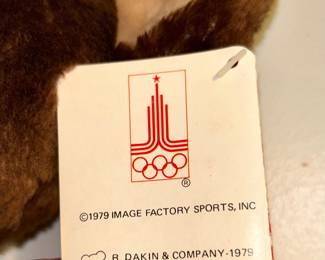 ®
©1979 IMAGE FACTORY SPORTS, INC
R. DAKIN & COMPANY-1979